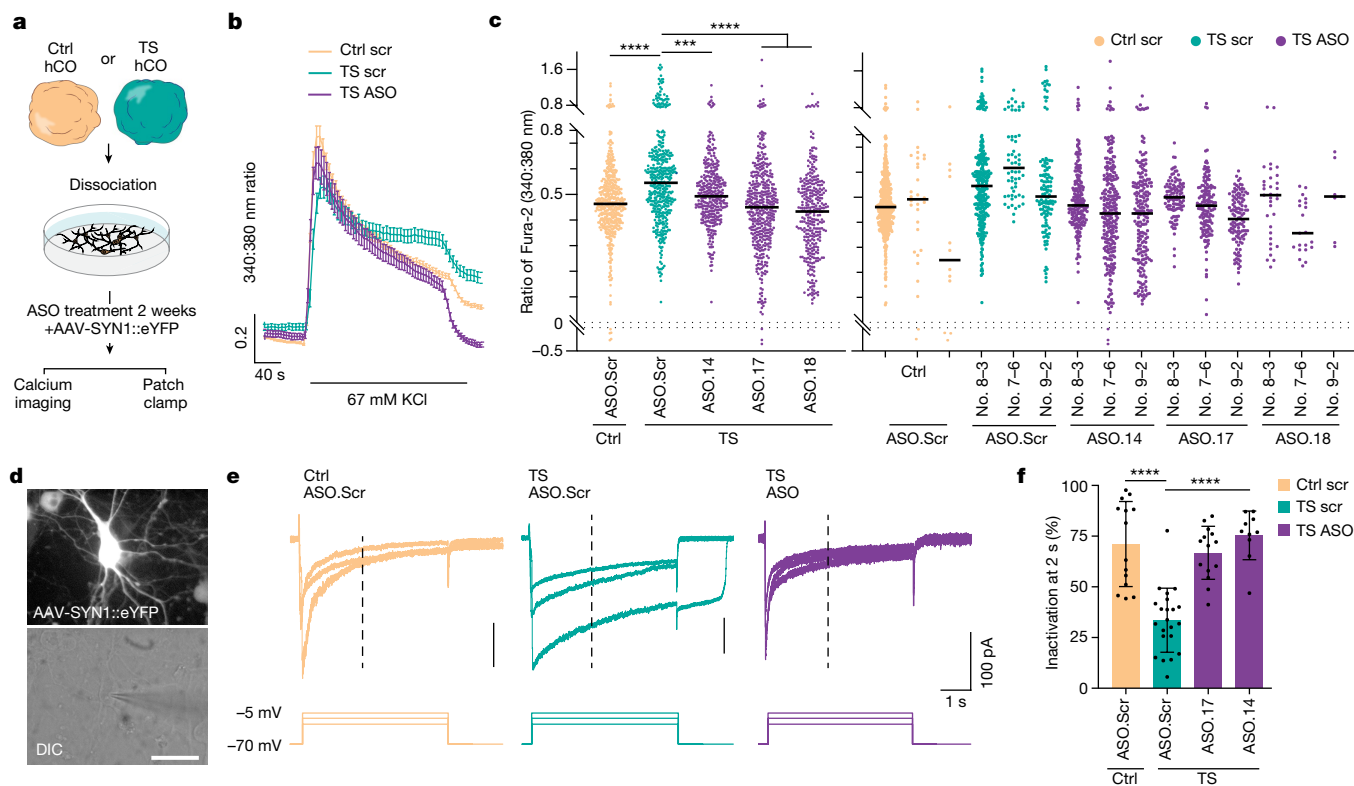 a
Ctrl
hCO
or
TS
hCO
Dissociation
ASO treatment 2 weeks
+AAV-SYN1::eYFP
Calcium
imaging
Patch
clamp
b
Ctrl scr
TS scr
TS ASO
340:380 nm ratio
0.2
40 s
67 mM KCl
c
Ctrl scr
TS scr
TS ASO
****
****
***
Ratio of Fura-2 (340:380 nm)
1.6
0.8
0.8
0.5
0
–0.5
ASO.Scr
ASO.Scr
ASO.14
ASO.17
ASO.18
Ctrl
TS
Ctrl
No. 8–3
No. 7–6
No. 9–2
No. 8–3
No. 7–6
No. 9–2
No. 8–3
No. 7–6
No. 9–2
No. 8–3
No. 7–6
No. 9–2
ASO.Scr
ASO.Scr
ASO.14
ASO.17
ASO.18
d
AAV-SYN1::eYFP
DIC
e
Ctrl
ASO.Scr
TS
ASO.Scr
TS
ASO
100 pA
1 s
–5 mV
–70 mV
f
****
****
Ctrl scr
TS scr
TS ASO
Inactivation at 2 s (%)
100
75
50
25
0
ASO.Scr
ASO.Scr
ASO.17
ASO.14
Ctrl
TS